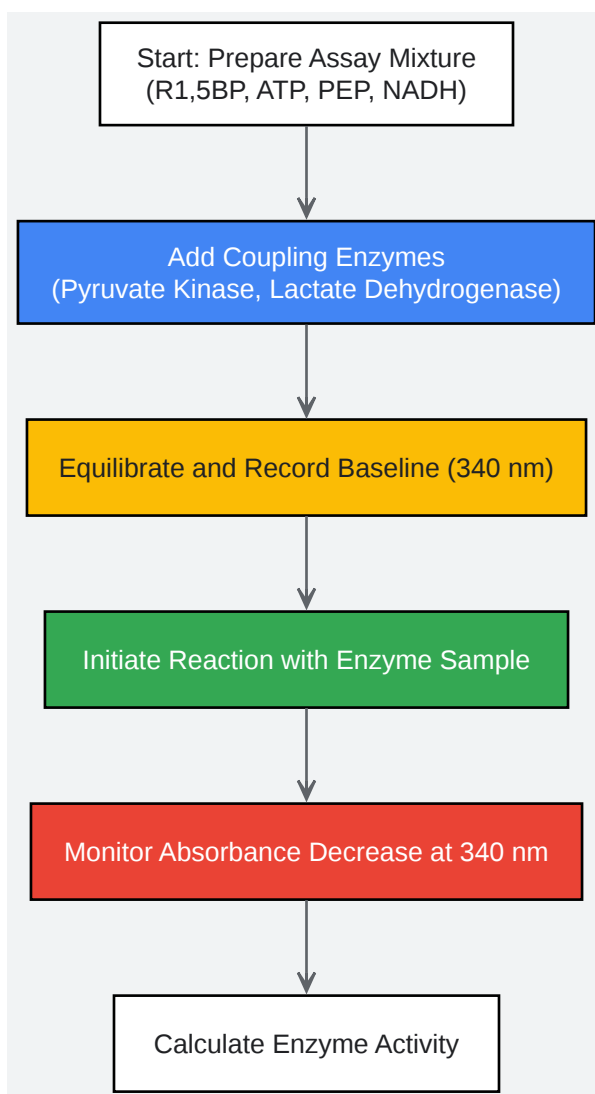 Start: Prepare Assay Mixture
(R1,5BP, ATP, PEP, NADH)
Add Coupling Enzymes
(Pyruvate Kinase, Lactate Dehydrogenase)
Equilibrate and Record Baseline (340 nm)
Initiate Reaction with Enzyme Sample
Monitor Absorbance Decrease at 340 nm
Calculate Enzyme Activity